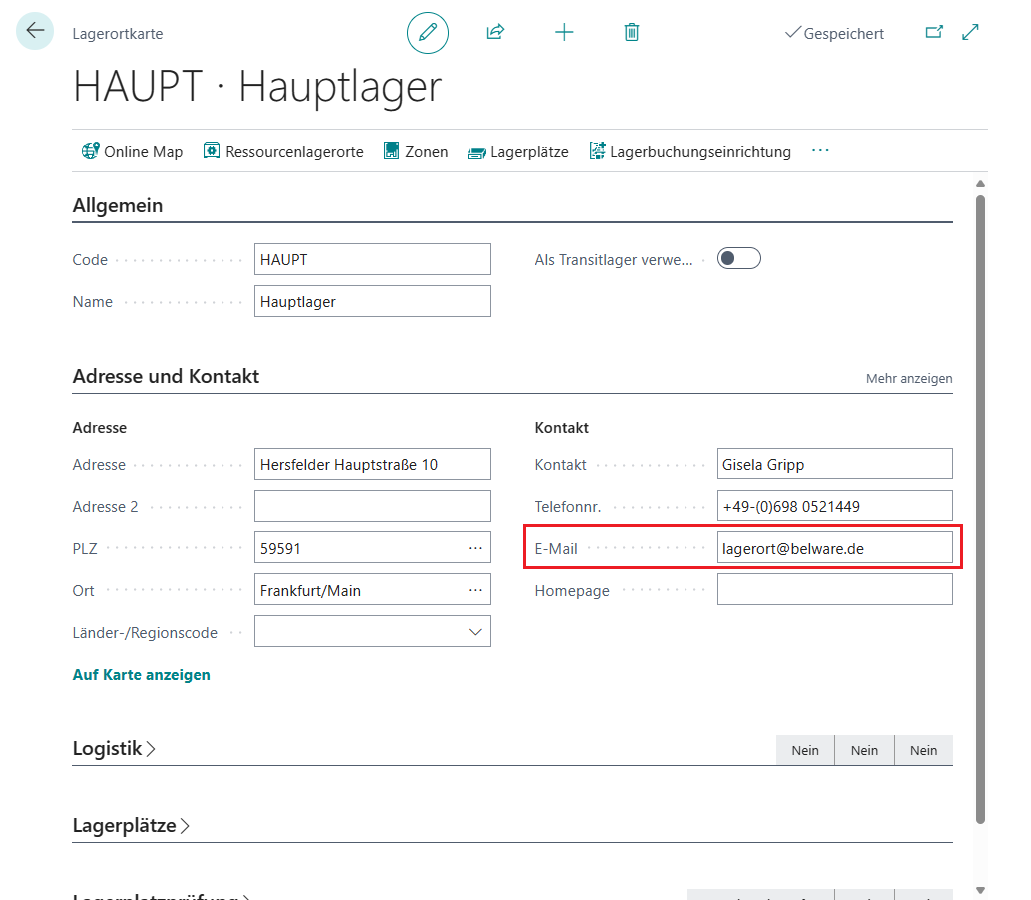 Lagerortkarte
Gespeichert
HAUPT · Hauptlager
Online Map Ressourcenlagerorte Zonen Lagerplätze Lagerbuchungseinrichtung ···
Allgemein
Code HAUPT
Als Transitlager verwe...
Name Hauptlager
Adresse und Kontakt
Mehr anzeigen
Adresse
Kontakt
Adresse Hersfelder Hauptstraße 10
Kontakt Gisela Gripp
Adresse 2
Telefonnr. +49-(0)698 0521449
PLZ 59591 ...
E-Mail lagerort@belware.de
Ort Frankfurt/Main ...
Homepage
Länder-/Regionscode
Auf Karte anzeigen
Logistik
Nein Nein Nein
Lagerplätze
Lagerplatzprüfung